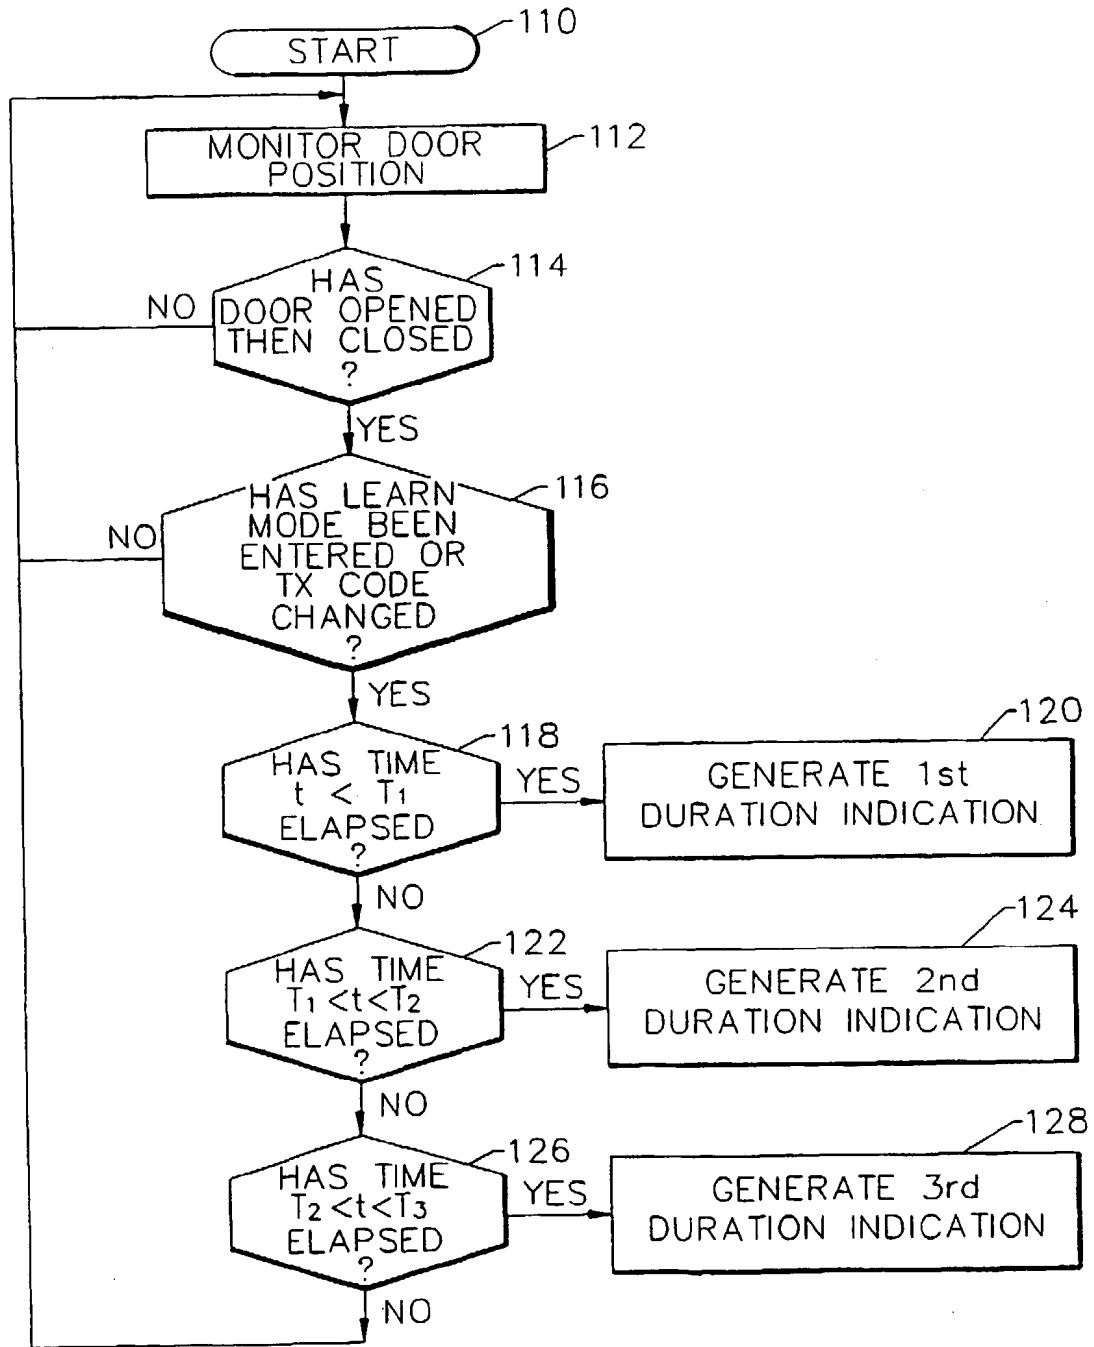 START
110
MONITOR DOOR
POSITION
112
HAS
DOOR OPENED
THEN CLOSED
?
114
NO
YES
HAS LEARN
MODE BEEN
ENTERED OR
TX CODE
CHANGED
?
116
NO
YES
HAS TIME
t < T1
ELAPSED
?
118
YES
GENERATE 1st
DURATION INDICATION
120
NO
HAS TIME
T1 <t<T2
ELAPSED
?
122
YES
GENERATE 2nd
DURATION INDICATION
124
NO
HAS TIME
T2 <t<T3
ELAPSED
?
126
YES
GENERATE 3rd
DURATION INDICATION
128
NO